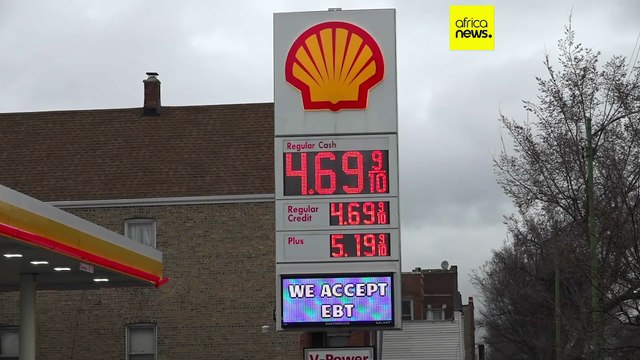 africa
news.
Regular Cash
4.69 9/10
Regular
Credit
4.69 9/10
Plus
5.19 9/10
WE ACCEPT
EBT
V-Power